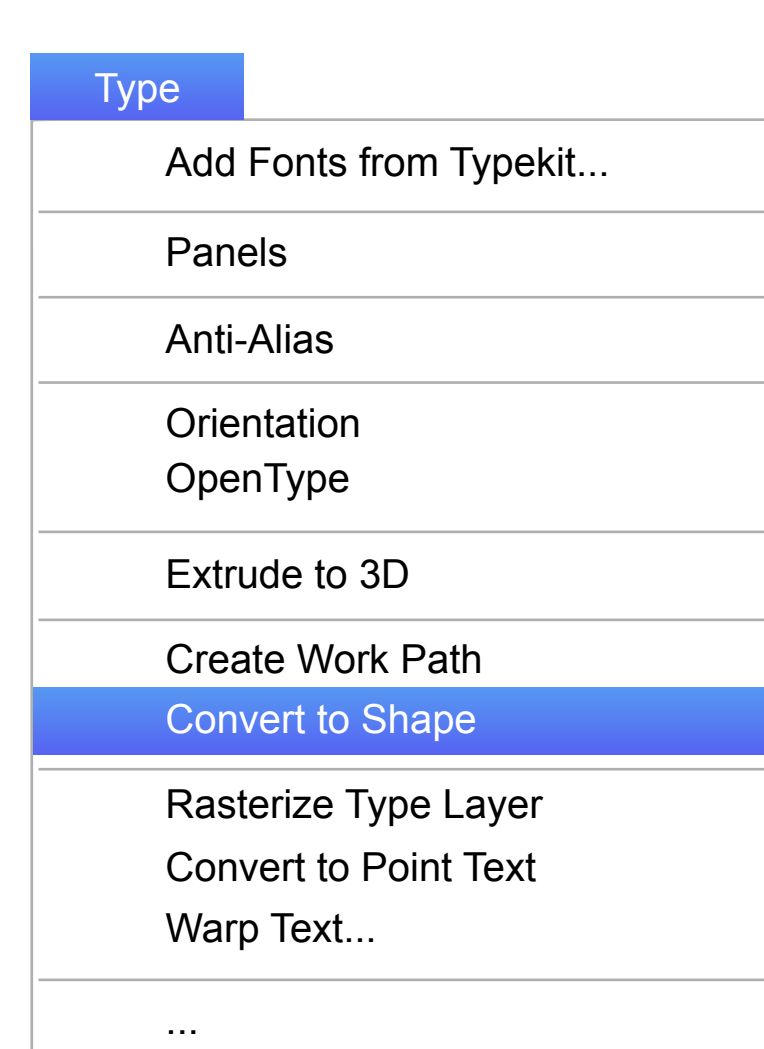 Type
Add Fonts from Typekit...
Panels
Anti-Alias
Orientation
OpenType
Extrude to 3D
Create Work Path
Convert to Shape
Rasterize Type Layer
Convert to Point Text
Warp Text...
...